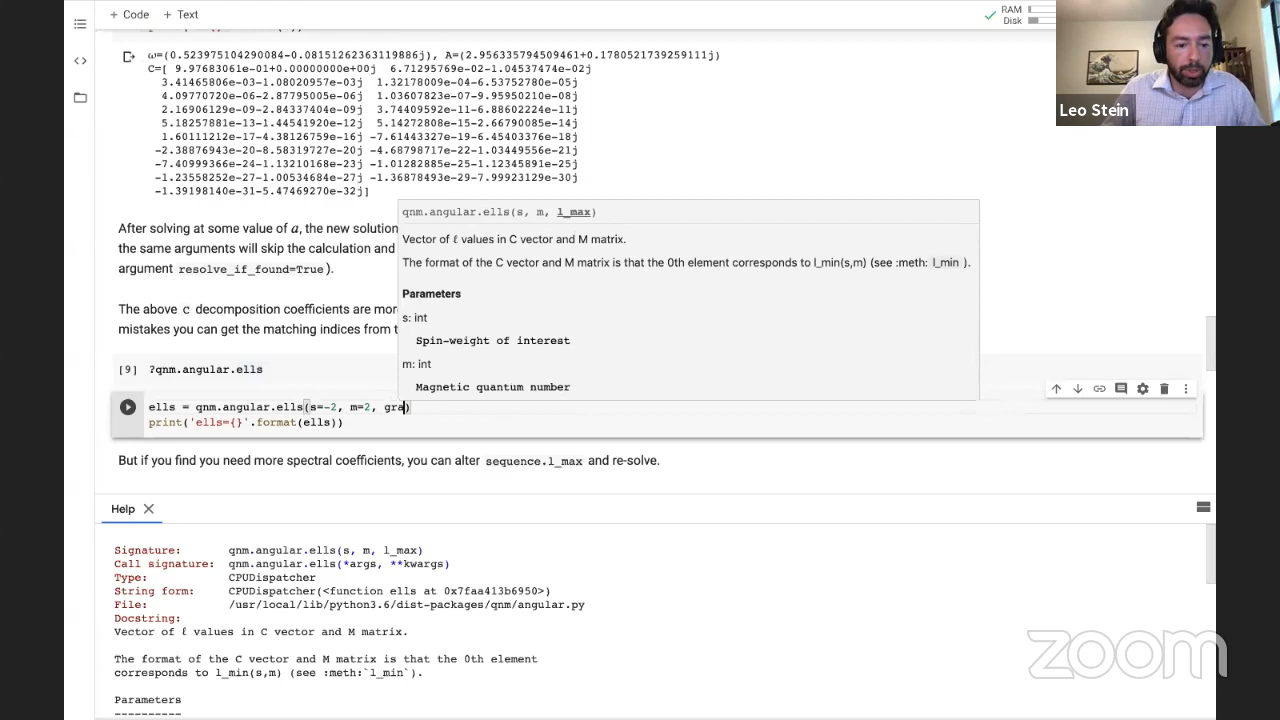 + Code + Text
RAM
Disk
ω=(0.523975104290084-0.08151262363119886j), A=(2.956335794509461+0.1780521739259111j)
C=[ 9.97683061e-01+0.00000000e+00j 6.71295769e-02-1.04537474e-02j
3.41465806e-03-1.08020957e-03j 1.32178009e-04-6.53752780e-05j
4.09770720e-06-2.87795005e-06j 1.03607823e-07-9.95950210e-08j
2.16906129e-09-2.84337404e-09j 3.74409592e-11-6.88602224e-11j
5.18257881e-13-1.44541920e-12j 5.14272808e-15-2.66790085e-14j
1.60111212e-17-4.38126759e-16j -7.61443327e-19-6.45403376e-18j
-2.38876943e-20-8.58319727e-20j -4.68798717e-22-1.03449556e-21j
-7.40999366e-24-1.13210168e-23j -1.01282885e-25-1.12345891e-25j
-1.23558252e-27-1.00534684e-27j -1.36878493e-29-7.99923129e-30j
-1.39198140e-31-5.47469270e-32j]
Leo Stein
After solving at some value of a, the new solution
the same arguments will skip the calculation and
argument resolve_if_found=True).
The above C decomposition coefficients are more
mistakes you can get the matching indices from t
qnm.angular.ells(s, m, l_max)
Vector of ℓ values in C vector and M matrix.
The format of the C vector and M matrix is that the 0th element corresponds to l_min(s,m) (see :meth: l_min ).
Parameters
s: int
Spin-weight of interest
m: int
Magnetic quantum number
[9] ?qnm.angular.ells
ells = qnm.angular.ells(s=-2, m=2, gra)
print('ells={}'.format(ells))
But if you find you need more spectral coefficients, you can alter sequence.l_max and re-solve.
Help
Signature: qnm.angular.ells(s, m, l_max)
Call signature: qnm.angular.ells(*args, **kwargs)
Type: CPUDispatcher
String form: CPUDispatcher(<function ells at 0x7faa413b6950>)
File: /usr/local/lib/python3.6/dist-packages/qnm/angular.py
Docstring:
Vector of ℓ values in C vector and M matrix.
The format of the C vector and M matrix is that the 0th element
corresponds to l_min(s,m) (see :meth:`l_min`).
Parameters
----------
zoom